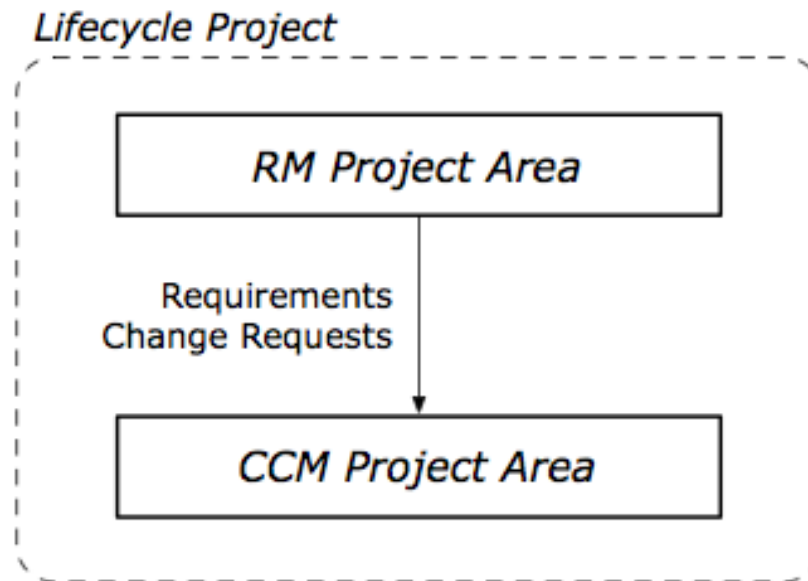 Lifecycle Project
RM Project Area
Requirements
Change Requests
CCM Project Area